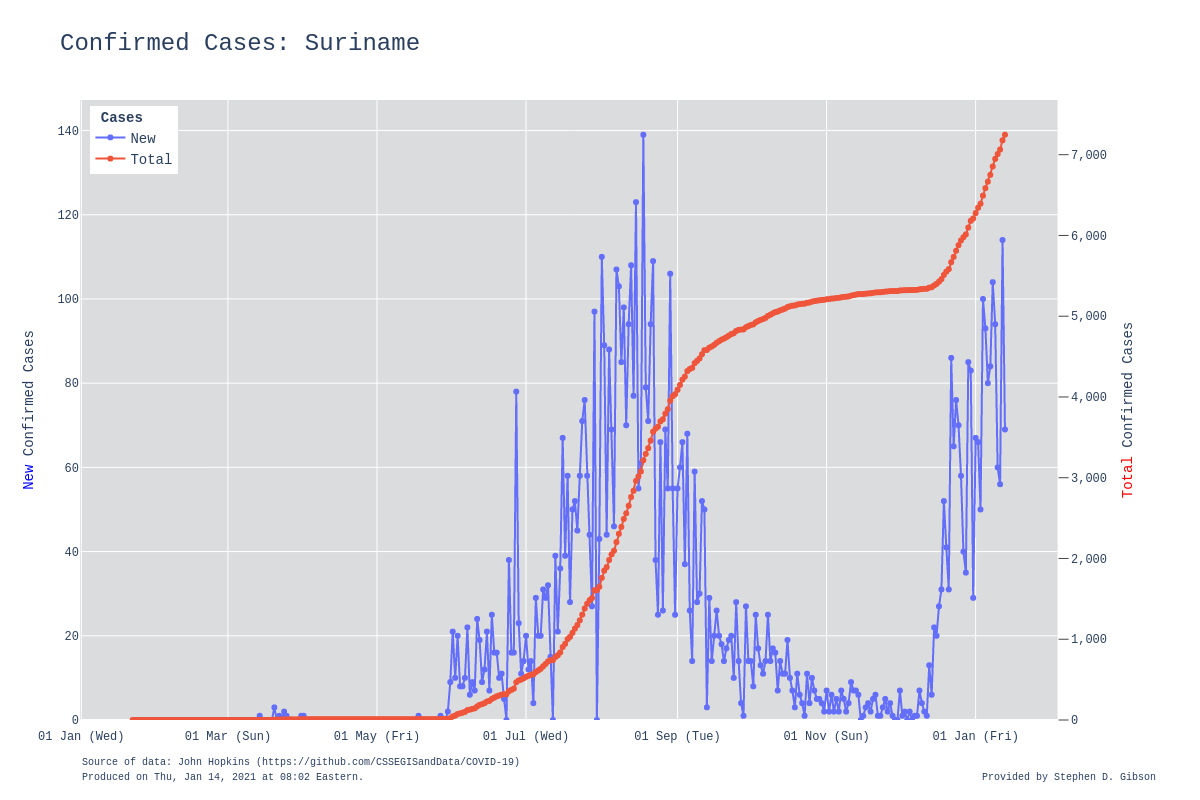 Confirmed Cases: Suriname
Cases
New
Total
140
120
100
80
60
40
20
0
7,000
6,000
5,000
4,000
3,000
2,000
1,000
0
New Confirmed Cases
Total Confirmed Cases
01 Jan (Wed) 01 Mar (Sun) 01 May (Fri) 01 Jul (Wed) 01 Sep (Tue) 01 Nov (Sun) 01 Jan (Fri)
Source of data: John Hopkins (https://github.com/CSSEGISandData/COVID-19)
Produced on Thu, Jan 14, 2021 at 08:02 Eastern.
Provided by Stephen D. Gibson